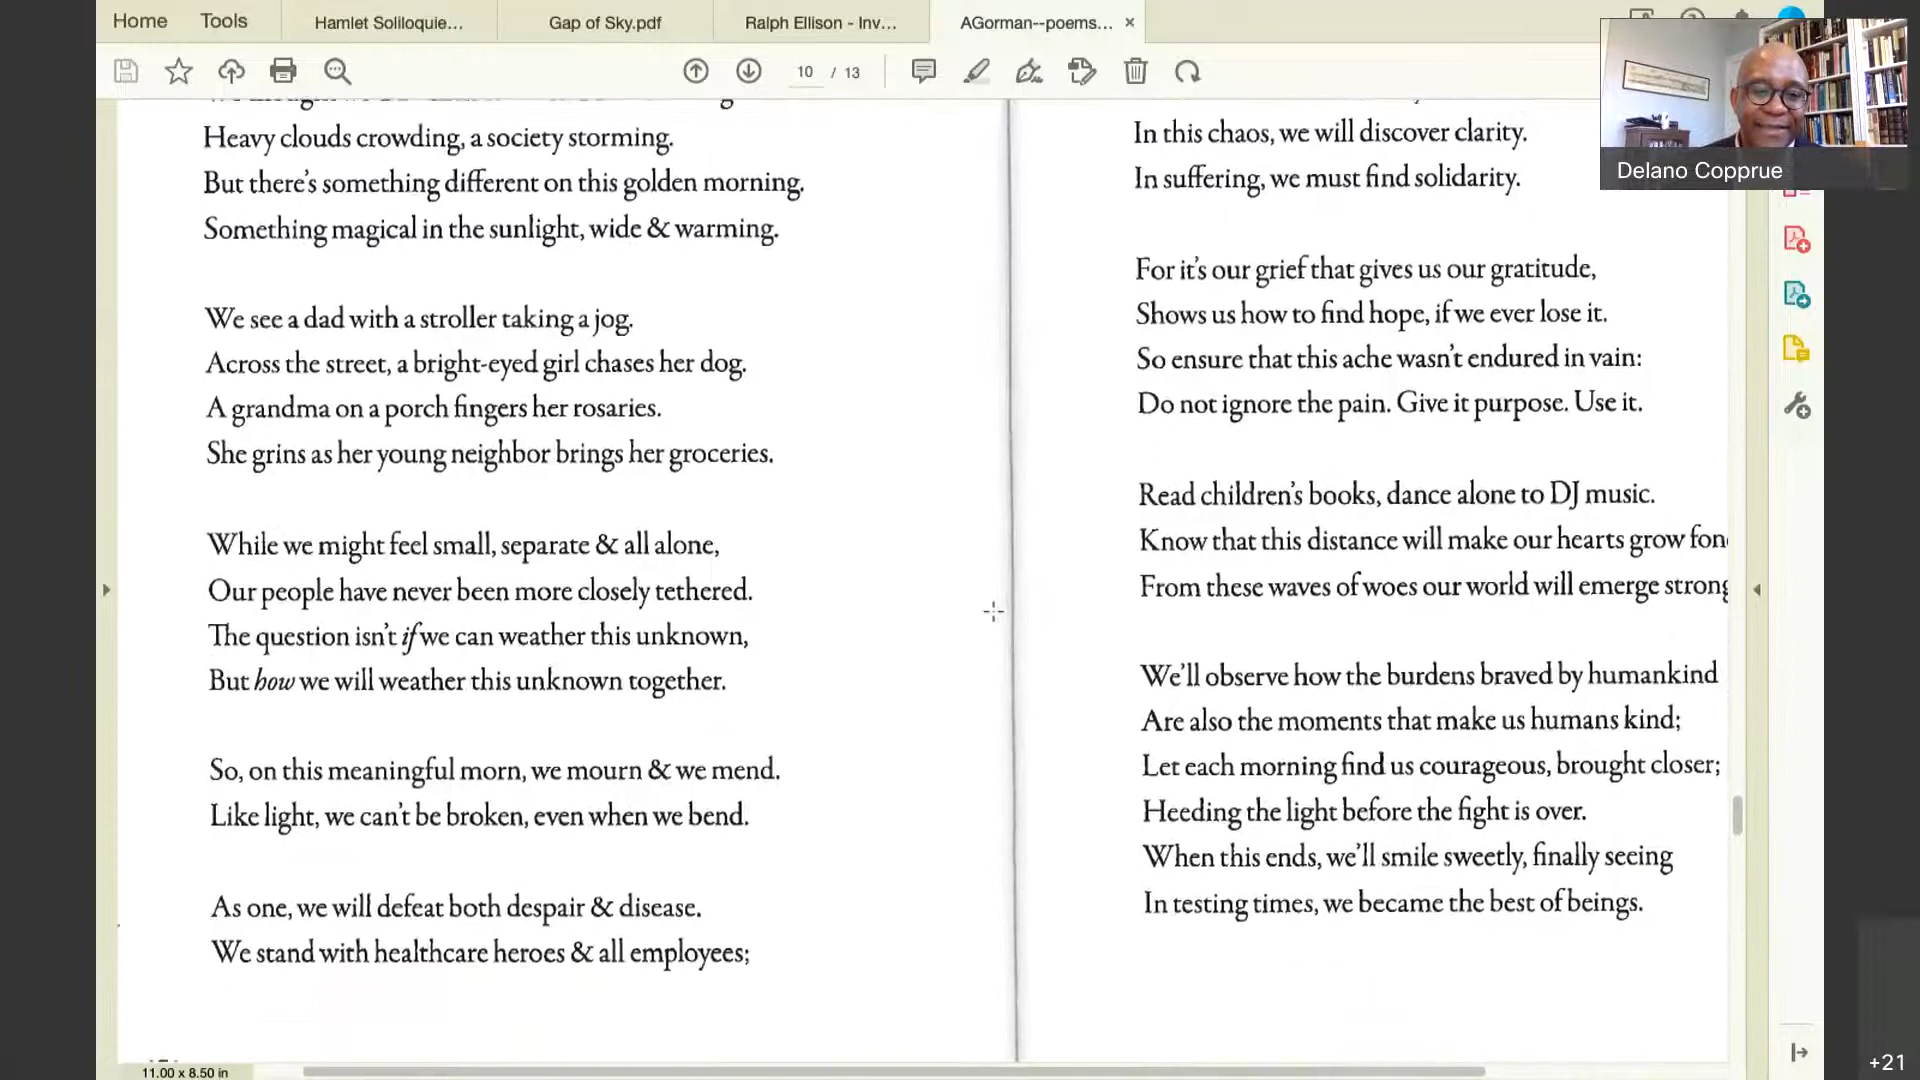 Home
Tools
Hamlet Soliloquie...
Gap of Sky.pdf
Ralph Ellison - Inv...
AGorman--poems... ×
10 / 13
Delano Copprue
Heavy clouds crowding, a society storming.
But there's something different on this golden morning.
Something magical in the sunlight, wide & warming.
We see a dad with a stroller taking a jog.
Across the street, a bright-eyed girl chases her dog.
A grandma on a porch fingers her rosaries.
She grins as her young neighbor brings her groceries.
While we might feel small, separate & all alone,
Our people have never been more closely tethered.
The question isn't if we can weather this unknown,
But how we will weather this unknown together.
So, on this meaningful morn, we mourn & we mend.
Like light, we can't be broken, even when we bend.
As one, we will defeat both despair & disease.
We stand with healthcare heroes & all employees;
In this chaos, we will discover clarity.
In suffering, we must find solidarity.
For it's our grief that gives us our gratitude,
Shows us how to find hope, if we ever lose it.
So ensure that this ache wasn't endured in vain:
Do not ignore the pain. Give it purpose. Use it.
Read children's books, dance alone to DJ music.
Know that this distance will make our hearts grow fon
From these waves of woes our world will emerge strong
We'll observe how the burdens braved by humankind
Are also the moments that make us humans kind;
Let each morning find us courageous, brought closer;
Heeding the light before the fight is over.
When this ends, we'll smile sweetly, finally seeing
In testing times, we became the best of beings.
11.00 x 8.50 in
+21